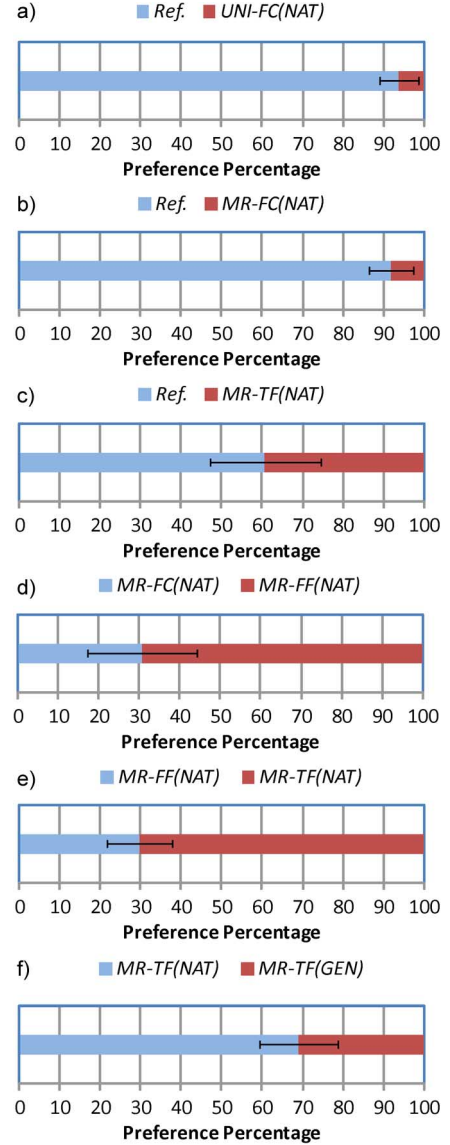 a) Ref. UNI-FC(NAT)
0 10 20 30 40 50 60 70 80 90 100
Preference Percentage
b) Ref. MR-FC(NAT)
0 10 20 30 40 50 60 70 80 90 100
Preference Percentage
c) Ref. MR-TF(NAT)
0 10 20 30 40 50 60 70 80 90 100
Preference Percentage
d) MR-FC(NAT) MR-FF(NAT)
0 10 20 30 40 50 60 70 80 90 100
Preference Percentage
e) MR-FF(NAT) MR-TF(NAT)
0 10 20 30 40 50 60 70 80 90 100
Preference Percentage
f) MR-TF(NAT) MR-TF(GEN)
0 10 20 30 40 50 60 70 80 90 100
Preference Percentage